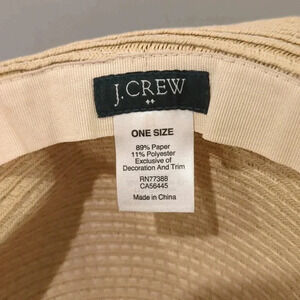 J.CREW
ONE SIZE
89% Paper
11% Polyester
Exclusive of
Decoration And Trim
RN77388
CA56445
Made in China